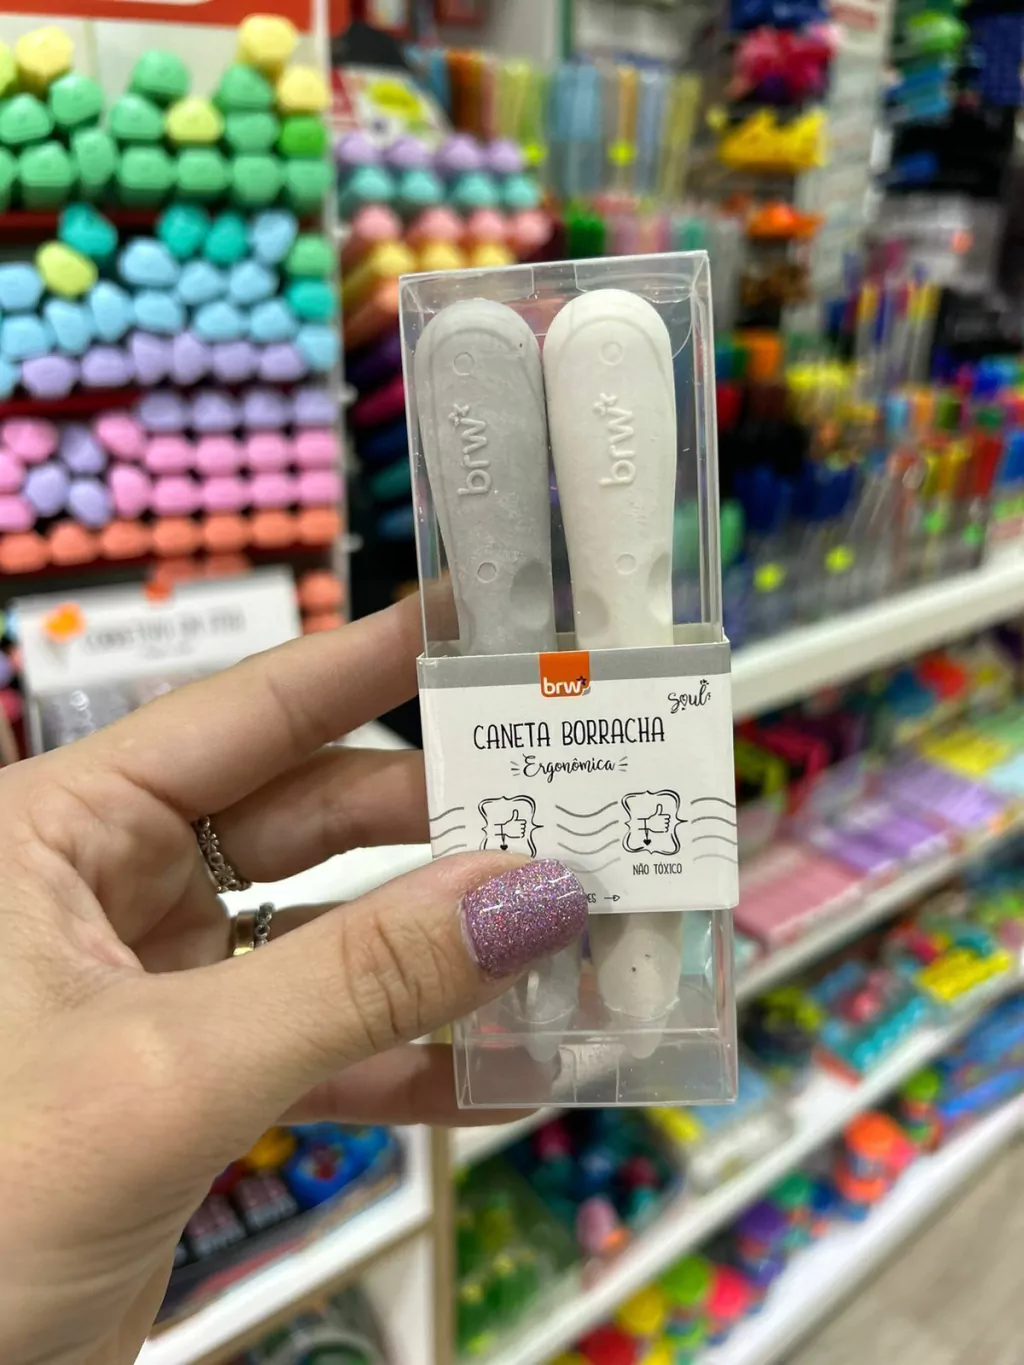 brw
brw
brw
Soul
CANETA BORRACHA
Ergonômica
NÃO TÓXICO